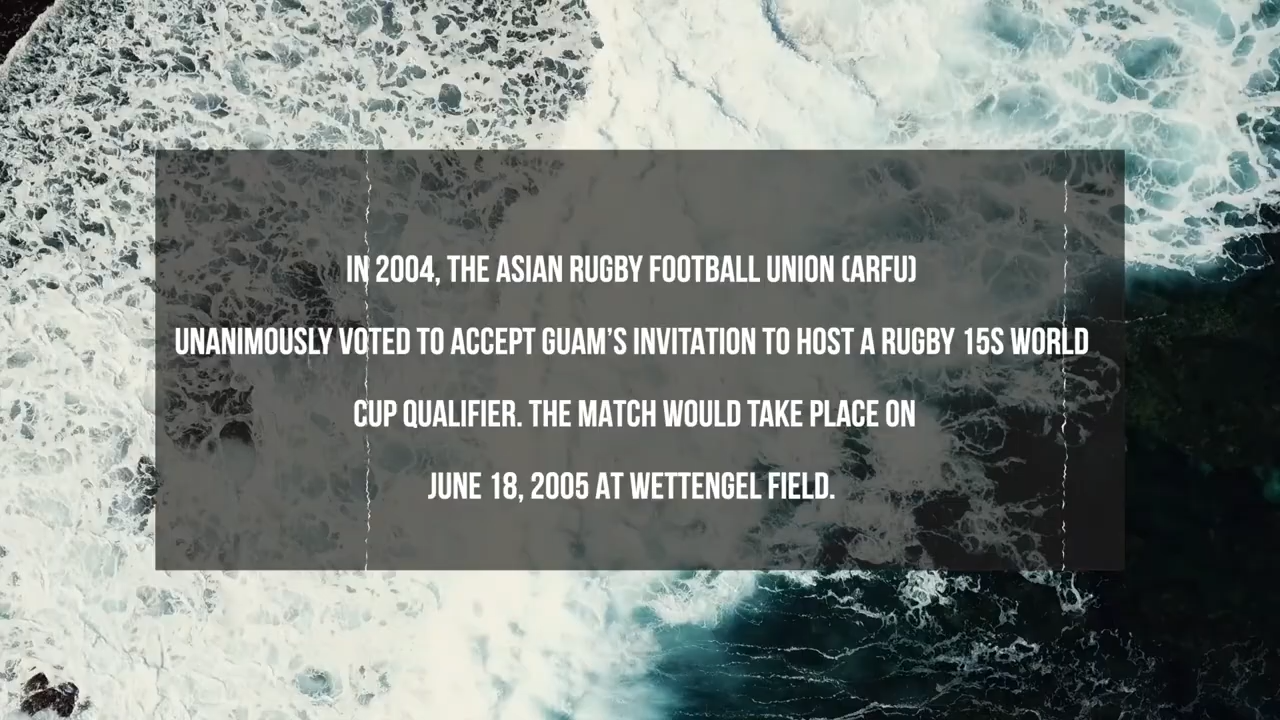 IN 2004, THE ASIAN RUGBY FOOTBALL UNION (ARFU)
UNANIMOUSLY VOTED TO ACCEPT GUAM'S INVITATION TO HOST A RUGBY 15S WORLD
CUP QUALIFIER. THE MATCH WOULD TAKE PLACE ON
JUNE 18, 2005 AT WETTENGEL FIELD.